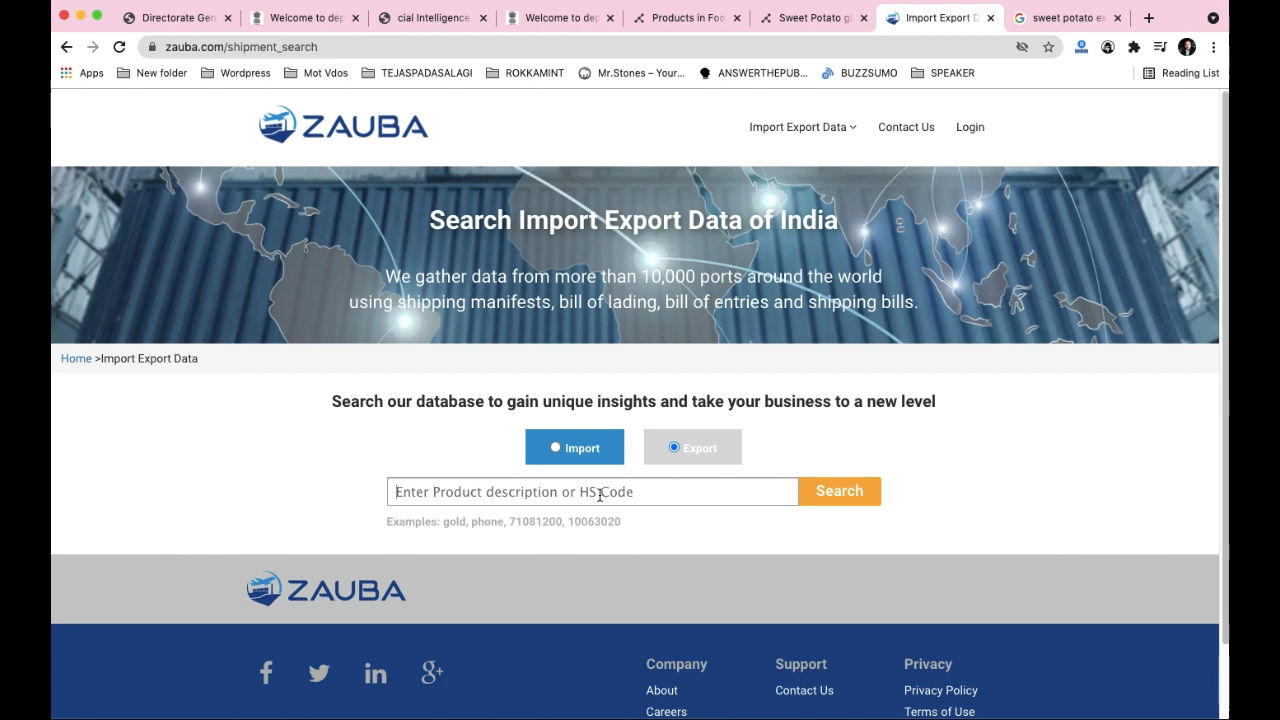 Directorate Gen
Welcome to dep
cial Intelligence
Welcome to dep
Products in Foo
Sweet Potato gl
Import Export D
sweet potato ex
zauba.com/shipment_search
Apps
New folder
Wordpress
Mot Vdos
TEJASPADASALAGI
ROKKAMINT
Mr.Stones – Your...
ANSWERTHEPUB...
BUZZSUMO
SPEAKER
Reading List
ZAUBA
Import Export Data
Contact Us
Login
Search Import Export Data of India
We gather data from more than 10,000 ports around the world
using shipping manifests, bill of lading, bill of entries and shipping bills.
Home >Import Export Data
Search our database to gain unique insights and take your business to a new level
Import
Export
Enter Product description or HS Code
Search
Examples: gold, phone, 71081200, 10063020
ZAUBA
Company
Support
Privacy
About
Contact Us
Privacy Policy
Careers
Terms of Use